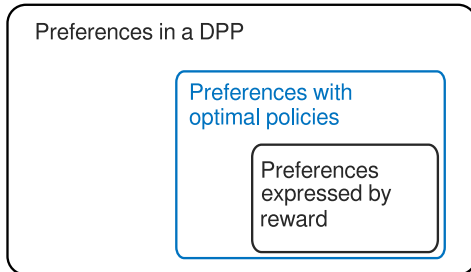 Preferences in a DPP
Preferences with
optimal policies
Preferences
expressed by
reward